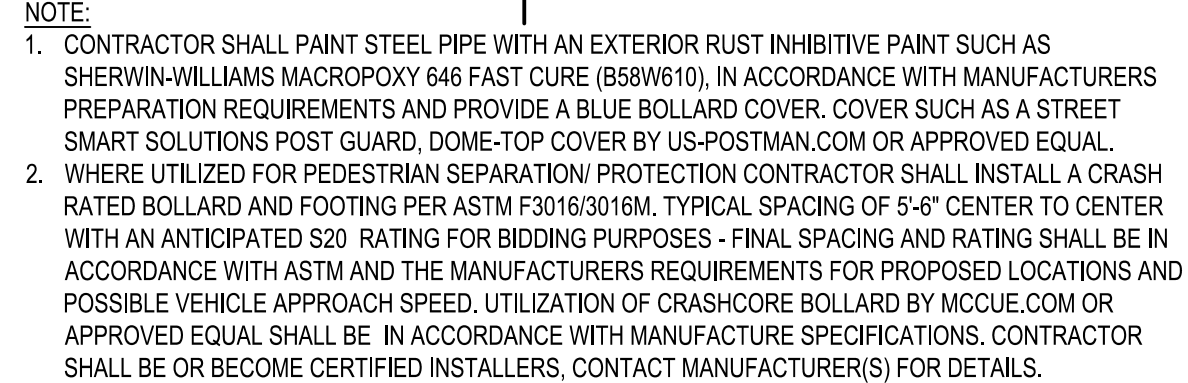 NOTE:
1. CONTRACTOR SHALL PAINT STEEL PIPE WITH AN EXTERIOR RUST INHIBITIVE PAINT SUCH AS
SHERWIN-WILLIAMS MACROPOXY 646 FAST CURE (B58W610), IN ACCORDANCE WITH MANUFACTURERS
PREPARATION REQUIREMENTS AND PROVIDE A BLUE BOLLARD COVER. COVER SUCH AS A STREET
SMART SOLUTIONS POST GUARD, DOME-TOP COVER BY US-POSTMAN.COM OR APPROVED EQUAL.
2. WHERE UTILIZED FOR PEDESTRIAN SEPARATION/ PROTECTION CONTRACTOR SHALL INSTALL A CRASH
RATED BOLLARD AND FOOTING PER ASTM F3016/3016M. TYPICAL SPACING OF 5'-6" CENTER TO CENTER
WITH AN ANTICIPATED S20 RATING FOR BIDDING PURPOSES - FINAL SPACING AND RATING SHALL BE IN
ACCORDANCE WITH ASTM AND THE MANUFACTURERS REQUIREMENTS FOR PROPOSED LOCATIONS AND
POSSIBLE VEHICLE APPROACH SPEED. UTILIZATION OF CRASHCORE BOLLARD BY MCCUE.COM OR
APPROVED EQUAL SHALL BE IN ACCORDANCE WITH MANUFACTURE SPECIFICATIONS. CONTRACTOR
SHALL BE OR BECOME CERTIFIED INSTALLERS, CONTACT MANUFACTURER(S) FOR DETAILS.